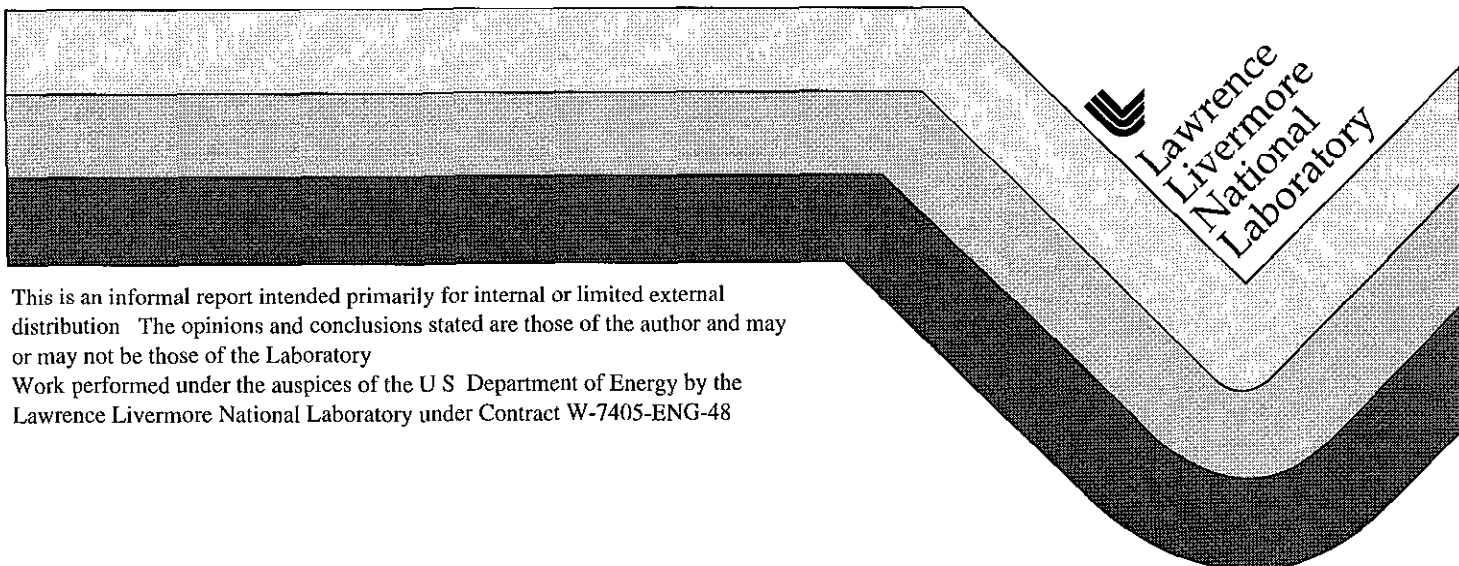 Lawrence
Livermore
National
Laboratory
This is an informal report intended primarily for internal or limited external
distribution   The opinions and conclusions stated are those of the author and may
or may not be those of the Laboratory
Work performed under the auspices of the U S  Department of Energy by the
Lawrence Livermore National Laboratory under Contract W-7405-ENG-48